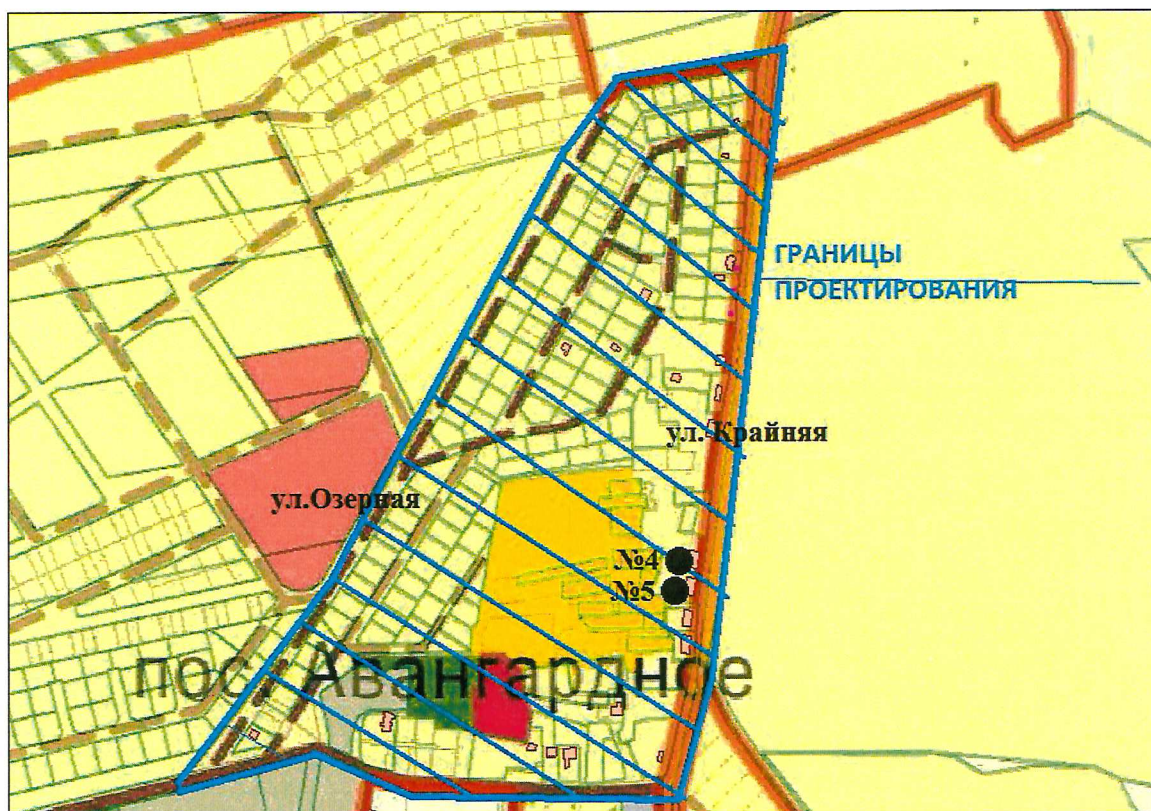 ГРАНИЦЫ
ПРОЕКТИРОВАНИЯ
ул. Крайняя
ул.Озерная
№4
№5
пос. Авангардное